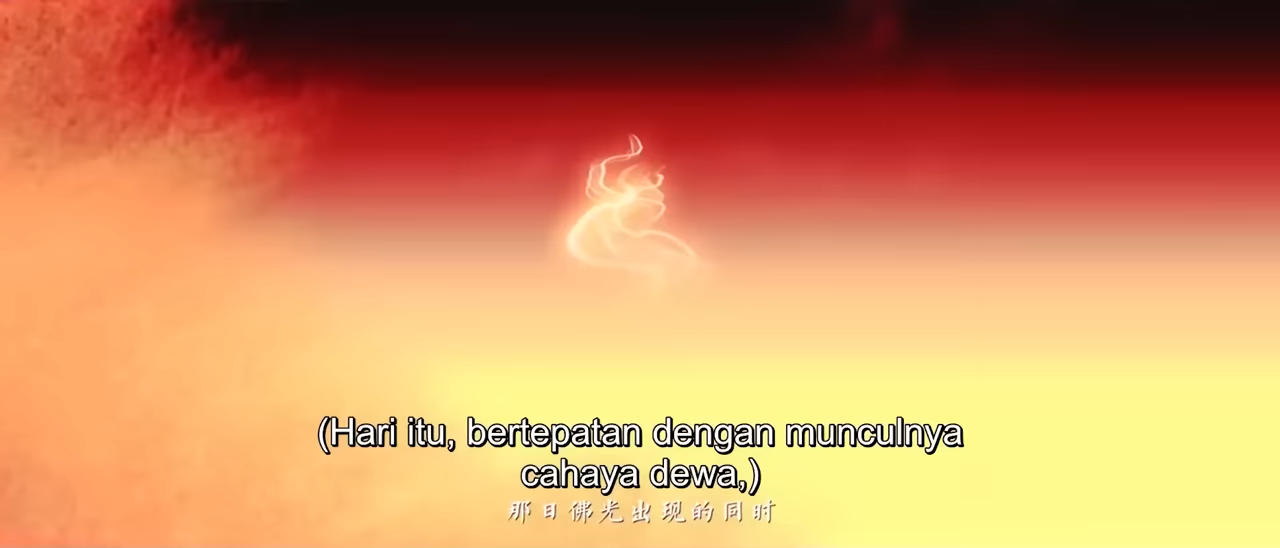 (Hari itu, bertepatan dengan munculnya
cahaya dewa,)
那日佛光出现的同时